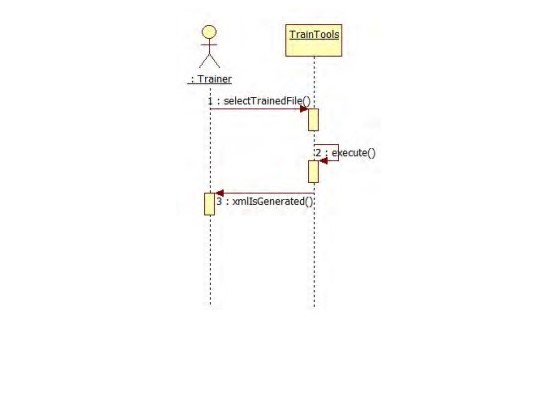 TrainTools
: Trainer
1 : selectTrainedFile()
2 : execute()
3 : xmlIsGenerated()